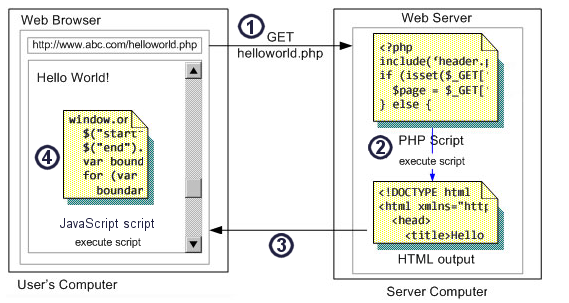 Web Browser
http://www.abc.com/helloworld.php
Hello World!
window.or
$("start-
$("end").
var bound
for (var
boundar
4
JavaScript script
execute script
User's Computer
1
GET
helloworld.php
3
Web Server
<?php
include('header.p
if (isset($_GET['
$page = $_GET['
} else {
PHP Script
2
execute script
<!DOCTYPE html
<html xmlns="http
<head>
<title>Hello
HTML output
Server Computer